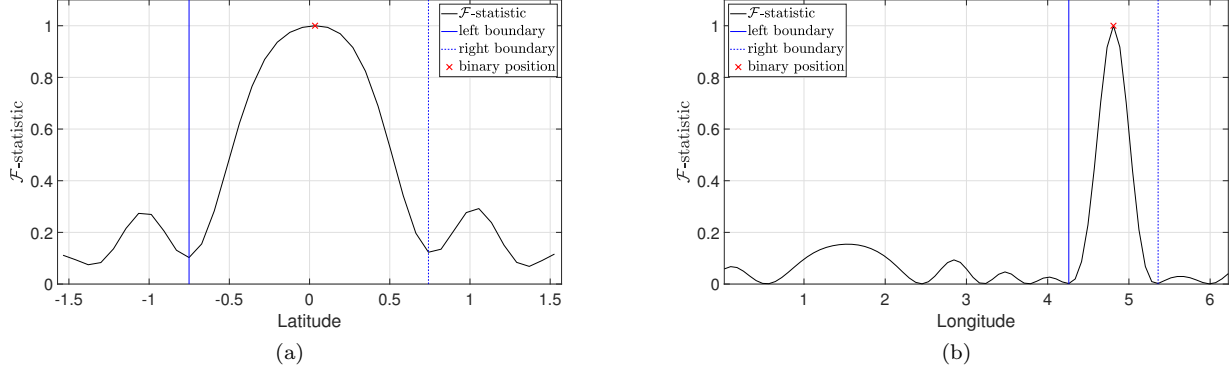 ℱ-statistic
left boundary
right boundary
binary position
1
0.8
0.6
0.4
0.2
0
ℱ-statistic
-1.5 -1 -0.5 0 0.5 1 1.5
Latitude
(a)
ℱ-statistic
left boundary
right boundary
binary position
1
0.8
0.6
0.4
0.2
0
ℱ-statistic
1 2 3 4 5 6
Longitude
(b)